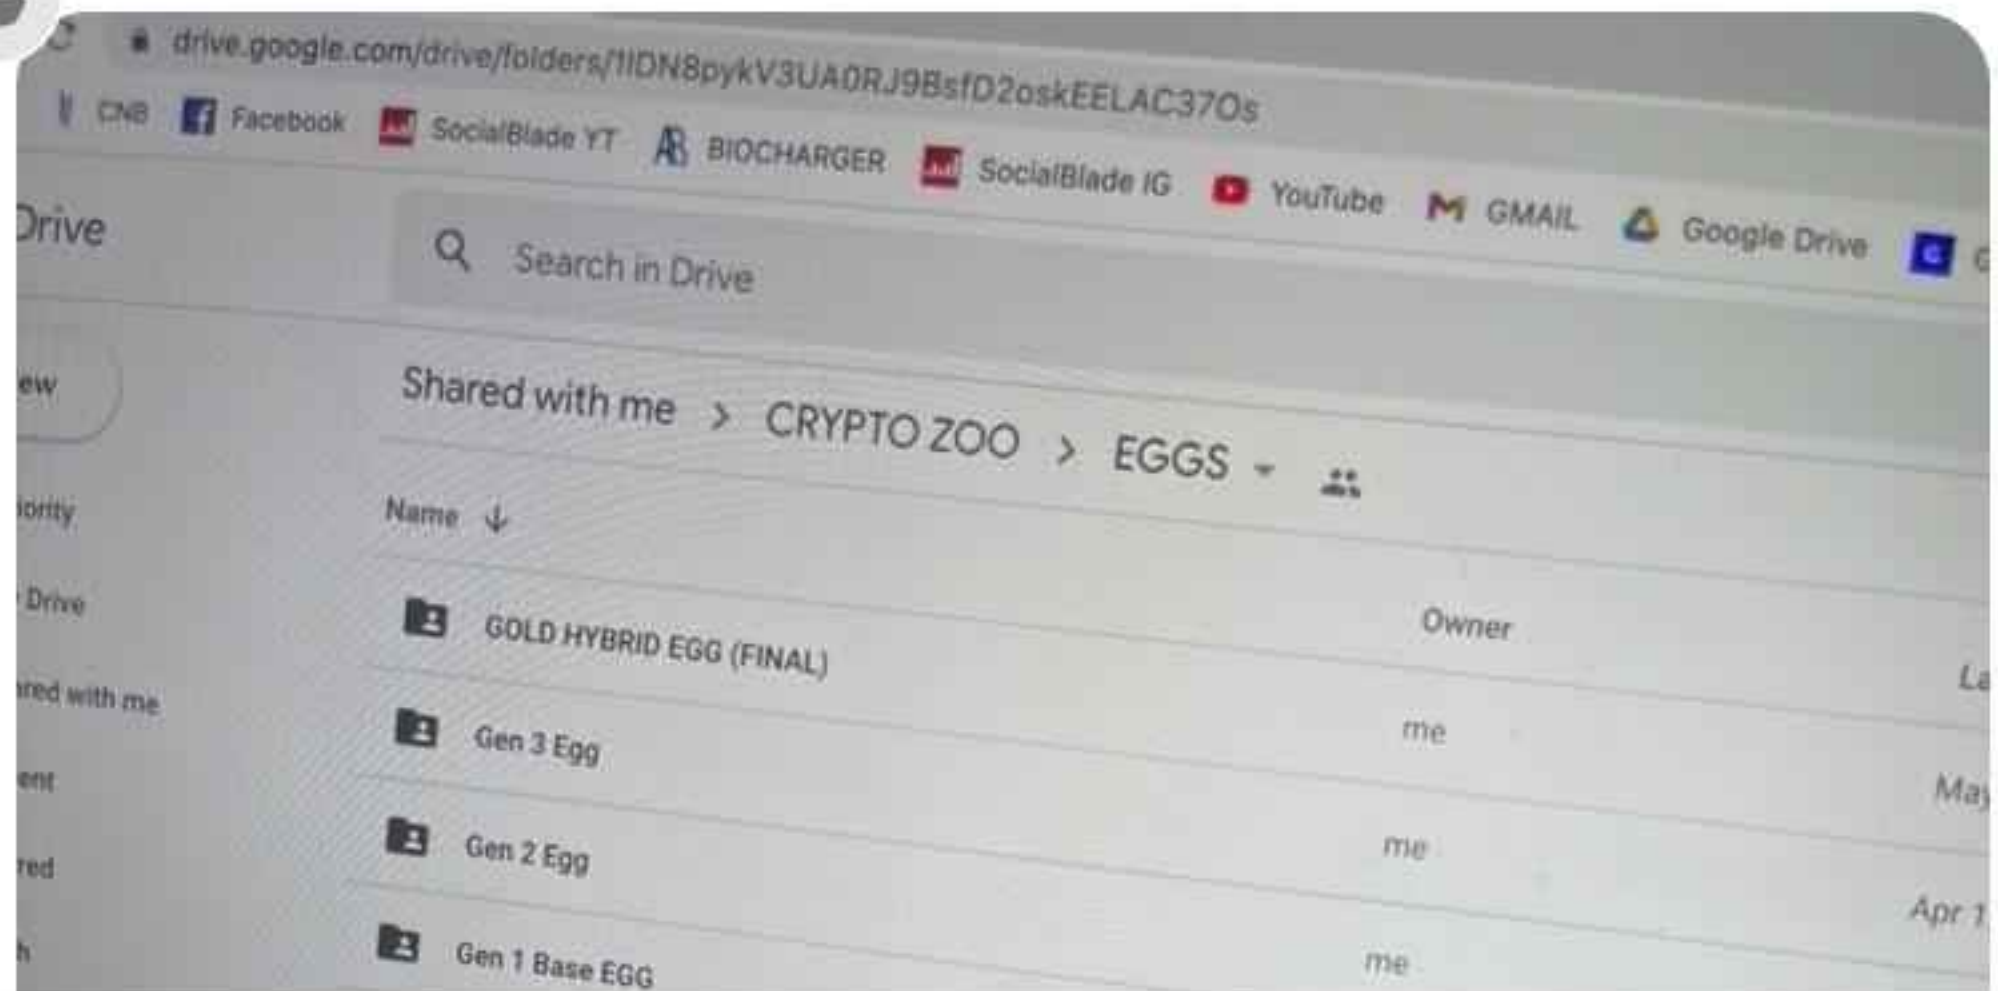 drive.google.com/drive/folders/1IDN8pykV3UA0RJ9BsfD2oskEELAC37Os
CNB Facebook SocialBlade YT BIOCHARGER SocialBlade IG YouTube GMAIL Google Drive G
Drive
Search in Drive
ew
Shared with me > CRYPTO ZOO > EGGS
iority
Name
Drive
Owner
La
GOLD HYBRID EGG (FINAL)
me
May
ared with me
Gen 3 Egg
me
Apr 1
ent
Gen 2 Egg
me
red
Gen 1 Base EGG
h